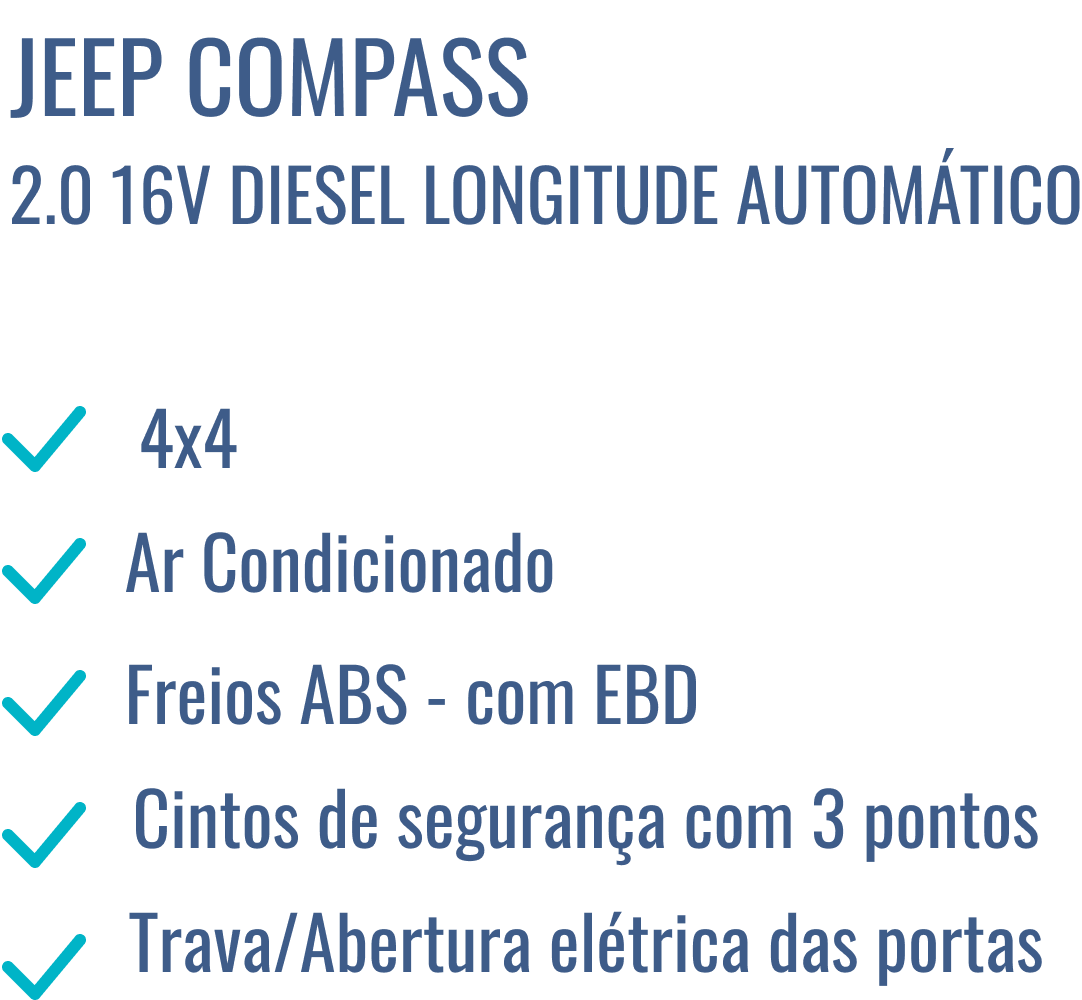 JEEP COMPASS
2.0 16V DIESEL LONGITUDE AUTOMÁTICO
4x4
Ar Condicionado
Freios ABS - com EBD
Cintos de segurança com 3 pontos
Trava/Abertura elétrica das portas